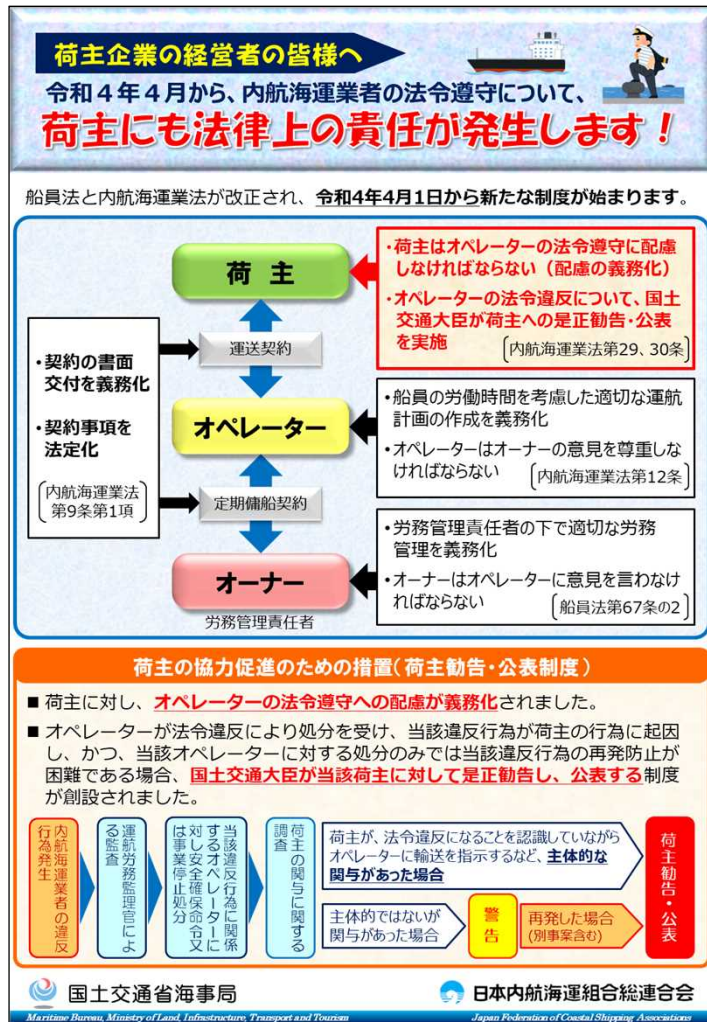 荷主企業の経営者の皆様へ
令和4年4月から、内航海運業者の法令遵守について、
荷主にも法律上の責任が発生します！
船員法と内航海運業法が改正され、令和4年4月1日から新たな制度が始まります。
荷 主
・荷主はオペレーターの法令遵守に配慮
しなければならない（配慮の義務化）
・オペレーターの法令違反について、国土
交通大臣が荷主への是正勧告・公表
を実施
内航海運業法第29、30条
運送契約
・契約の書面
交付を義務化
・契約事項を
法定化
内航海運業法
第9条第1項
オペレーター
・船員の労働時間を考慮した適切な運航
計画の作成を義務化
・オペレーターはオーナーの意見を尊重しな
ければならない
内航海運業法第12条
定期傭船契約
オーナー
労務管理責任者
・労務管理責任者の下で適切な労務
管理を義務化
・オーナーはオペレーターに意見を言わなけ
ればならない
船員法第67条の2
荷主の協力促進のための措置（荷主勧告・公表制度）
■ 荷主に対し、オペレーターの法令遵守への配慮が義務化されました。
■ オペレーターが法令違反により処分を受け、当該違反行為が荷主の行為に起因
し、かつ、当該オペレーターに対する処分のみでは当該違反行為の再発防止が
困難である場合、国土交通大臣が当該荷主に対して是正勧告し、公表する制度
が創設されました。
内航海運業者の違反
行為発生
運航労務監理官によ
る監査
当該違反行為に関係
するオペレーターに
対し安全確保命令又
は事業停止処分
荷主の関与に関する
調査
荷主が、法令違反になることを認識していながら
オペレーターに輸送を指示するなど、主体的な
関与があった場合
主体的ではないが
関与があった場合
警告
再発した場合
(別事案含む)
荷主勧告・公表
国土交通省海事局
Maritime Bureau, Ministry of Land, Infrastructure, Transport and Tourism
日本内航海運組合総連合会
Japan Federation of Coastal Shipping Associations